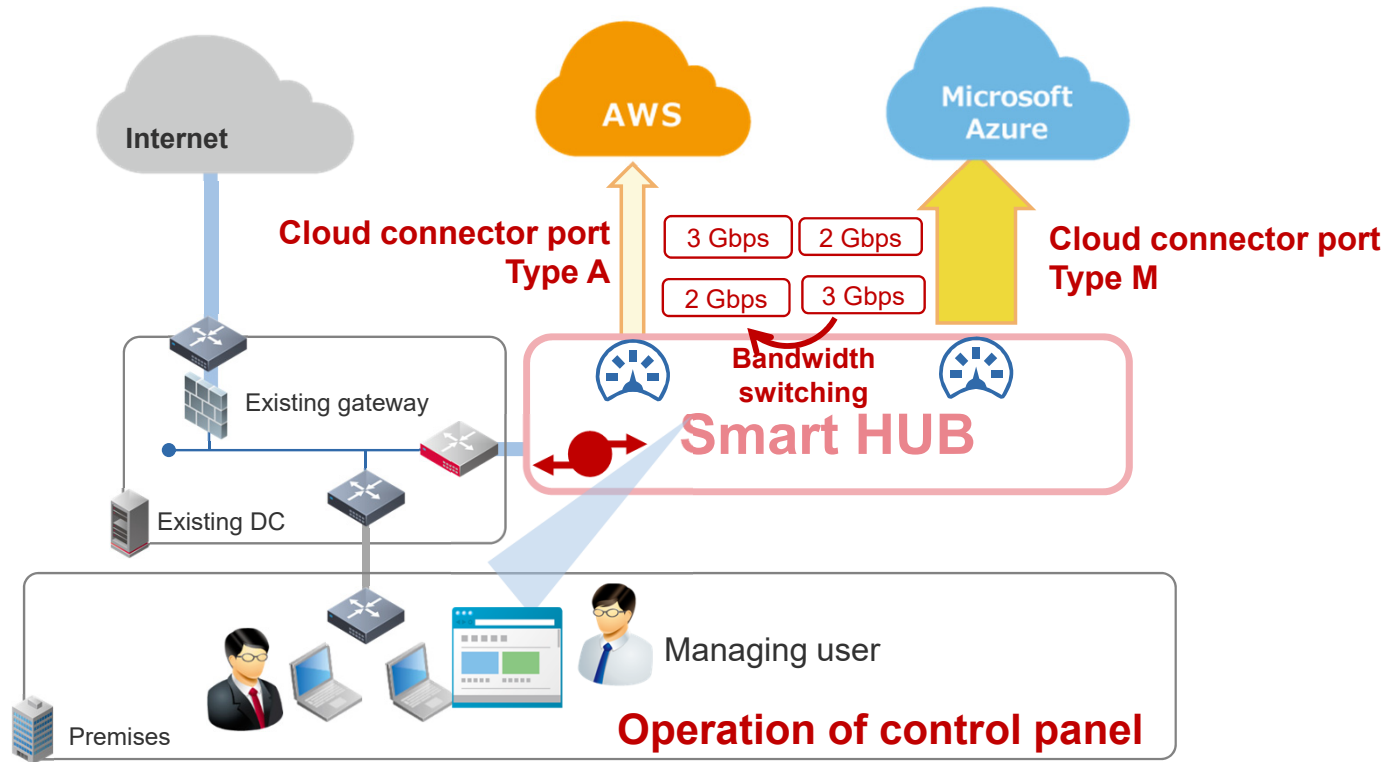 Internet
AWS
Microsoft
Azure
Cloud connector port
Type A
3 Gbps
2 Gbps
2 Gbps
3 Gbps
Cloud connector port
Type M
Bandwidth
switching
Smart HUB
Existing gateway
Existing DC
Managing user
Operation of control panel
Premises